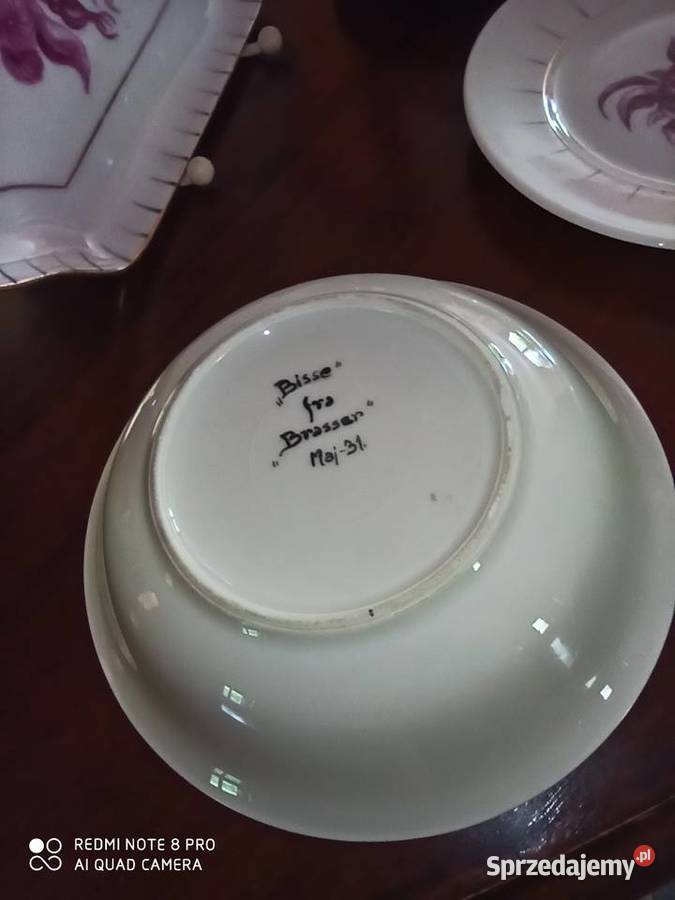 „Bisse"
fra
„Brasser"
Maj-31.
REDMI NOTE 8 PRO
AI QUAD CAMERA
Sprzedajemy.pl